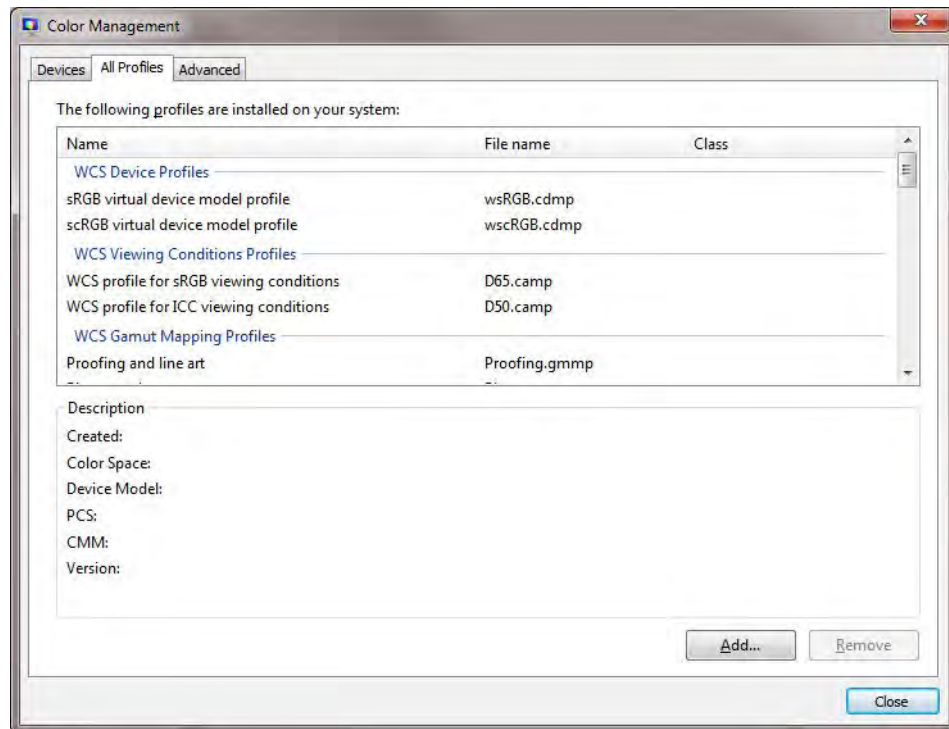 Color Management
Devices All Profiles Advanced
The following profiles are installed on your system:
Name File name Class
WCS Device Profiles
sRGB virtual device model profile wsRGB.cdmp
scRGB virtual device model profile wscRGB.cdmp
WCS Viewing Conditions Profiles
WCS profile for sRGB viewing conditions D65.camp
WCS profile for ICC viewing conditions D50.camp
WCS Gamut Mapping Profiles
Proofing and line art Proofing.gmmp
Description
Created:
Color Space:
Device Model:
PCS:
CMM:
Version:
Add... Remove
Close